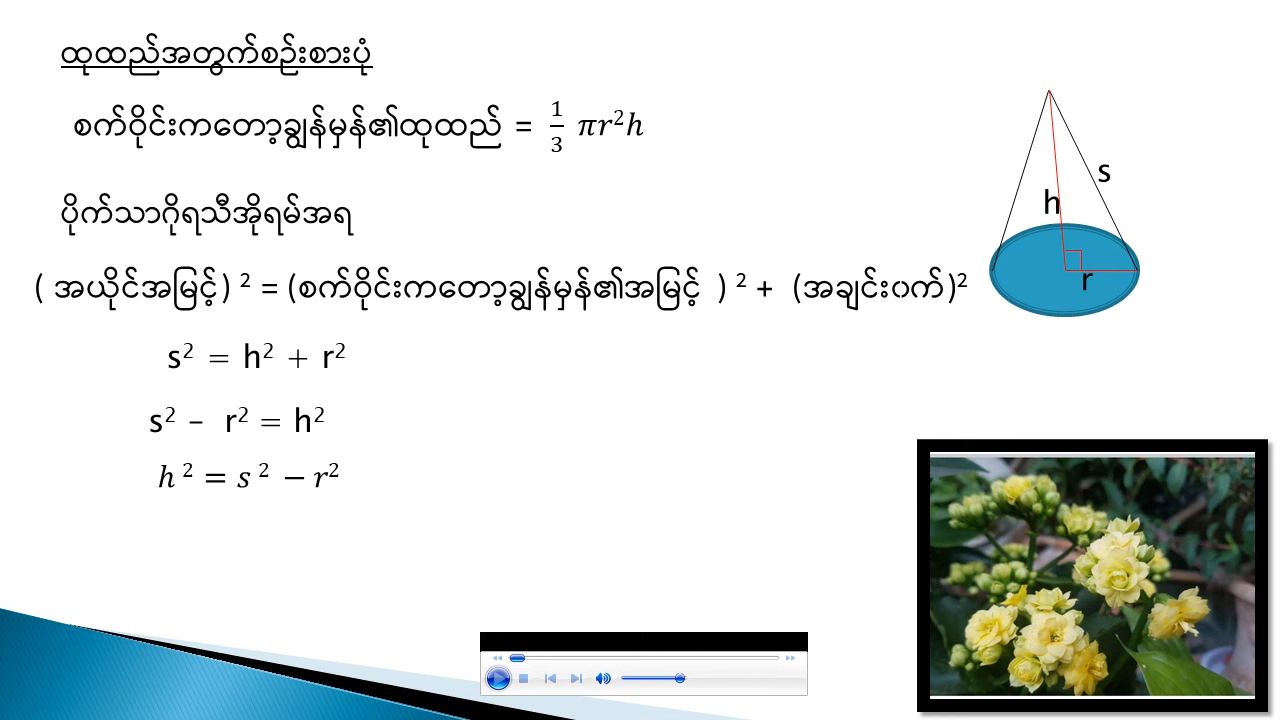 ထုထည်အတွက်စဉ်းစားပုံ
စက်ဝိုင်းကတော့ချွန်မှန်၏ထုထည် = 1/3 πr²h
ပိုက်သာဂိုရသီအိုရမ်အရ
( အယိုင်အမြင့်) ² = (စက်ဝိုင်းကတော့ချွန်မှန်၏အမြင့် ) ² + (အချင်း၀က်)²
s² = h² + r²
s² – r² = h²
h ² = s ² − r²
s
h
r